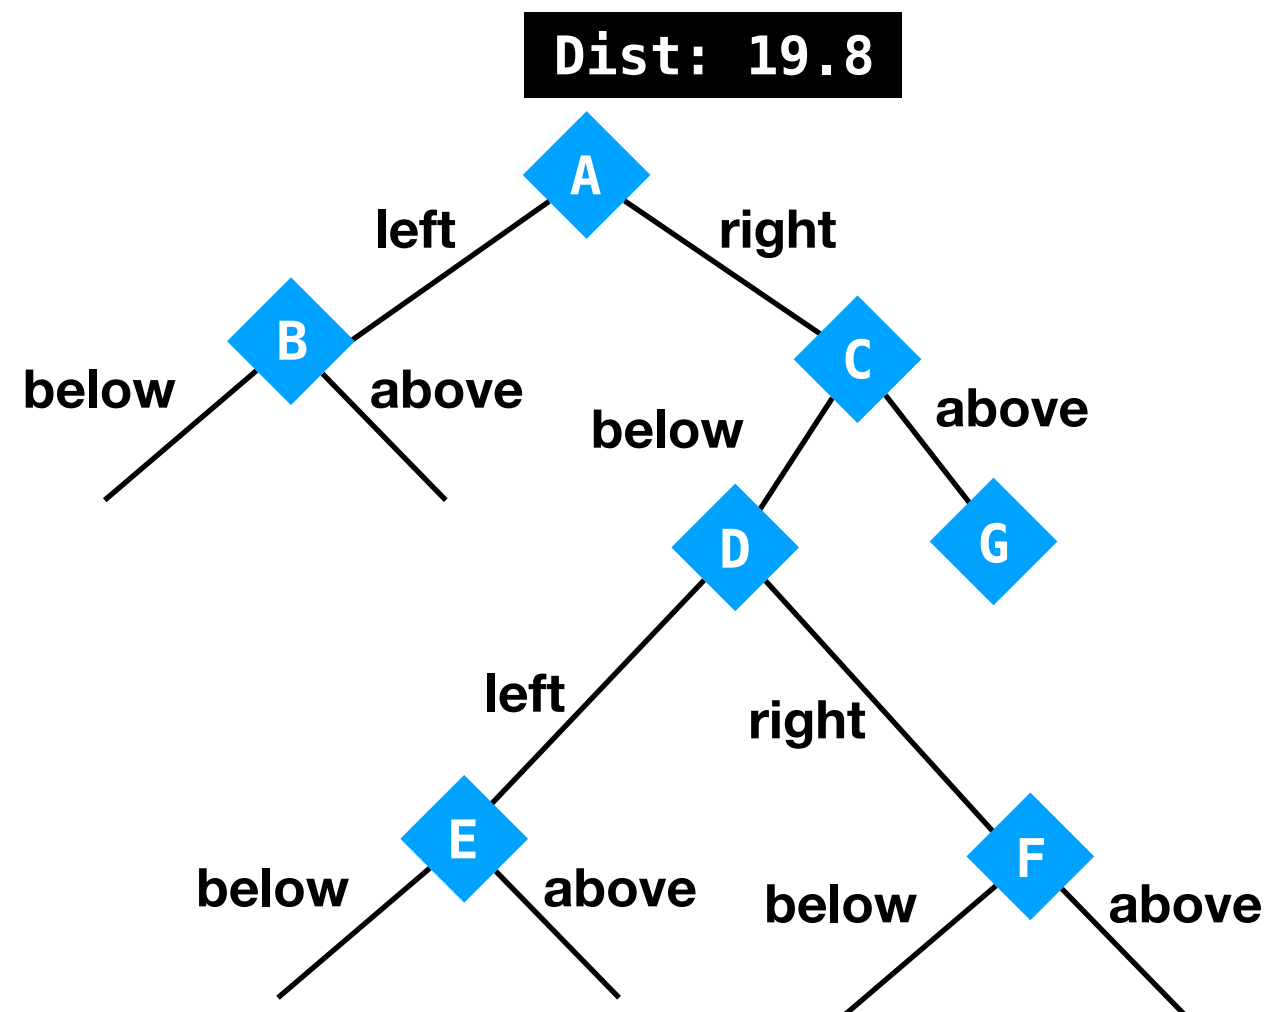 Dist: 19.8
A
left
right
B
C
below
above
below
above
D
G
left
right
E
F
below
above
below
above